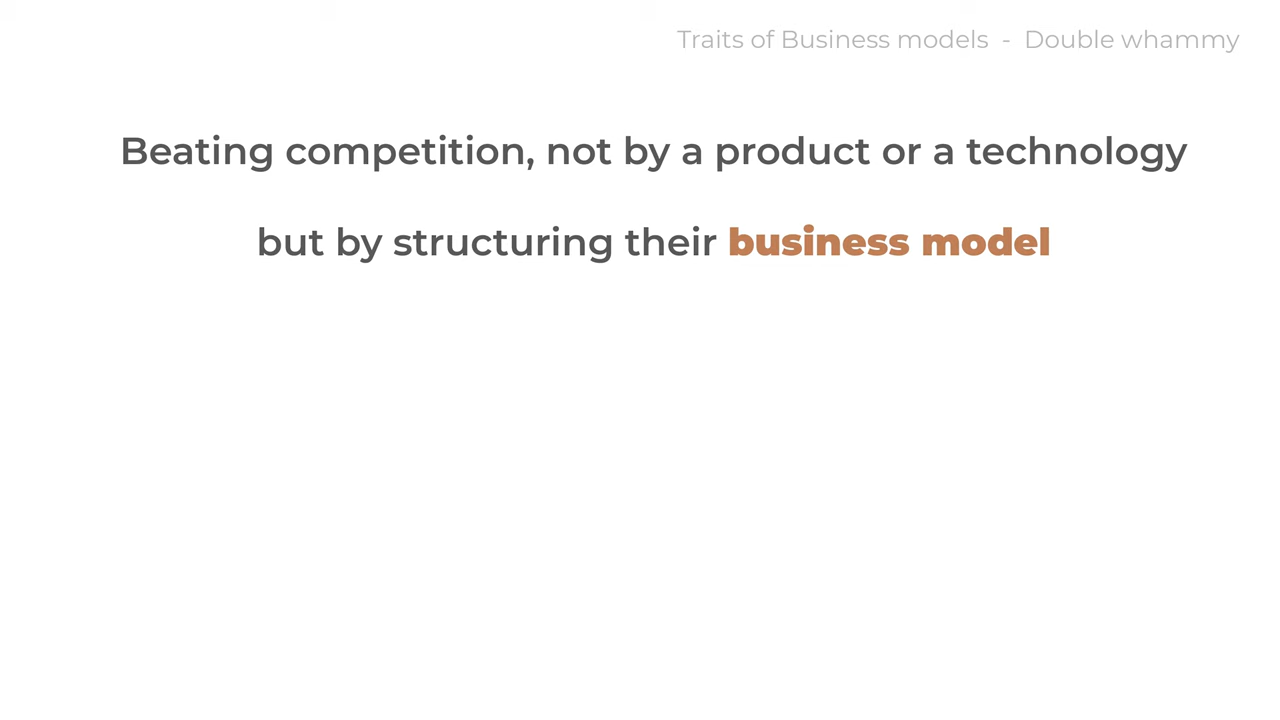 Traits of Business models - Double whammy
Beating competition, not by a product or a technology
but by structuring their business model